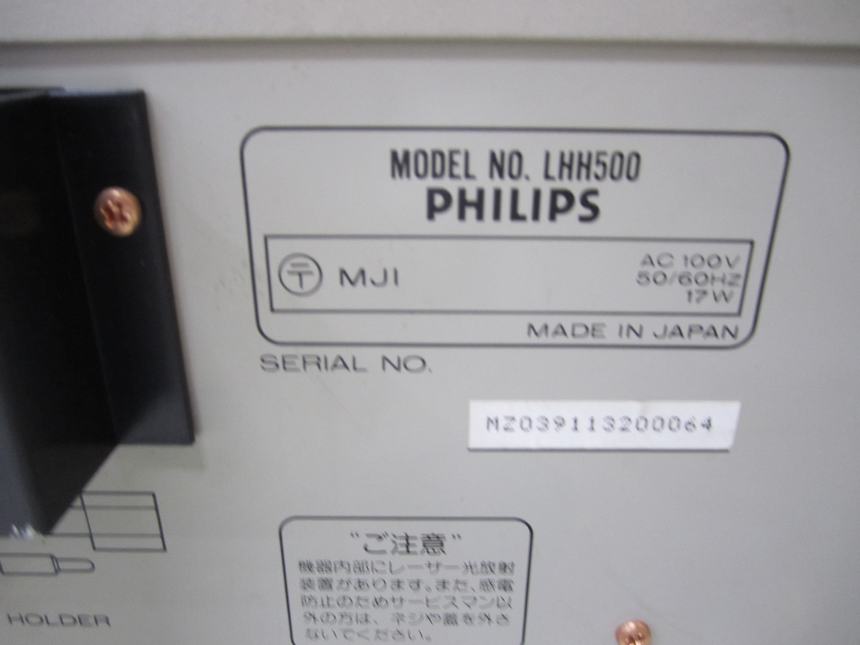 MODEL NO. LHH500
PHILIPS
〒 MJI
AC 100V
50/60HZ
17W
MADE IN JAPAN
SERIAL NO.
MZ039113200064
"ご注意"
機器内部にレーザー光放射
装置があります。また、感電
防止のためサービスマン以
外の方は、ネジや蓋を外さ
ないでください。
HOLDER